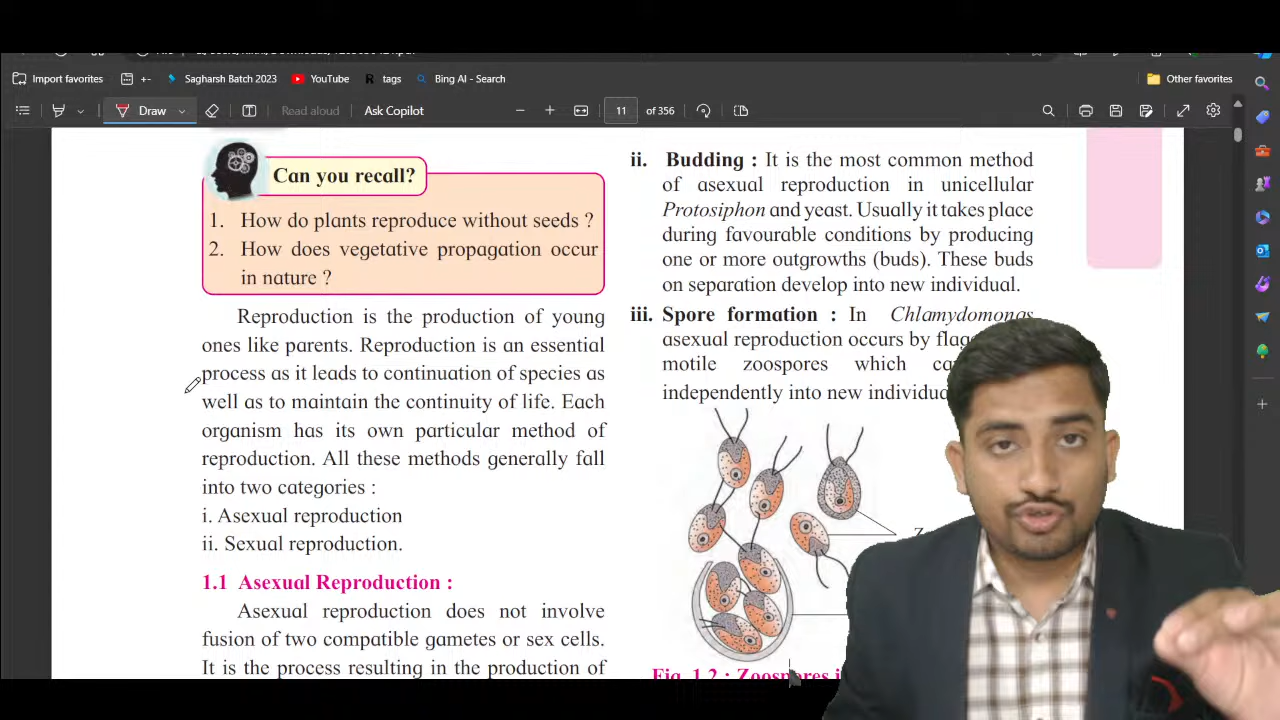 Import favorites
Sagharsh Batch 2023
YouTube
tags
Bing AI - Search
Other favorites
Draw
Read aloud
Ask Copilot
11 of 356
Can you recall?
1. How do plants reproduce without seeds ?
2. How does vegetative propagation occur
in nature ?
Reproduction is the production of young
ones like parents. Reproduction is an essential
process as it leads to continuation of species as
well as to maintain the continuity of life. Each
organism has its own particular method of
reproduction. All these methods generally fall
into two categories :
i. Asexual reproduction
ii. Sexual reproduction.
1.1 Asexual Reproduction :
Asexual reproduction does not involve
fusion of two compatible gametes or sex cells.
It is the process resulting in the production of
ii. Budding : It is the most common method
of asexual reproduction in unicellular
Protosiphon and yeast. Usually it takes place
during favourable conditions by producing
one or more outgrowths (buds). These buds
on separation develop into new individual.
iii. Spore formation : In Chlamydomonas
asexual reproduction occurs by
motile zoospores which
independently into new
Fig. 1.2 : Zoospores